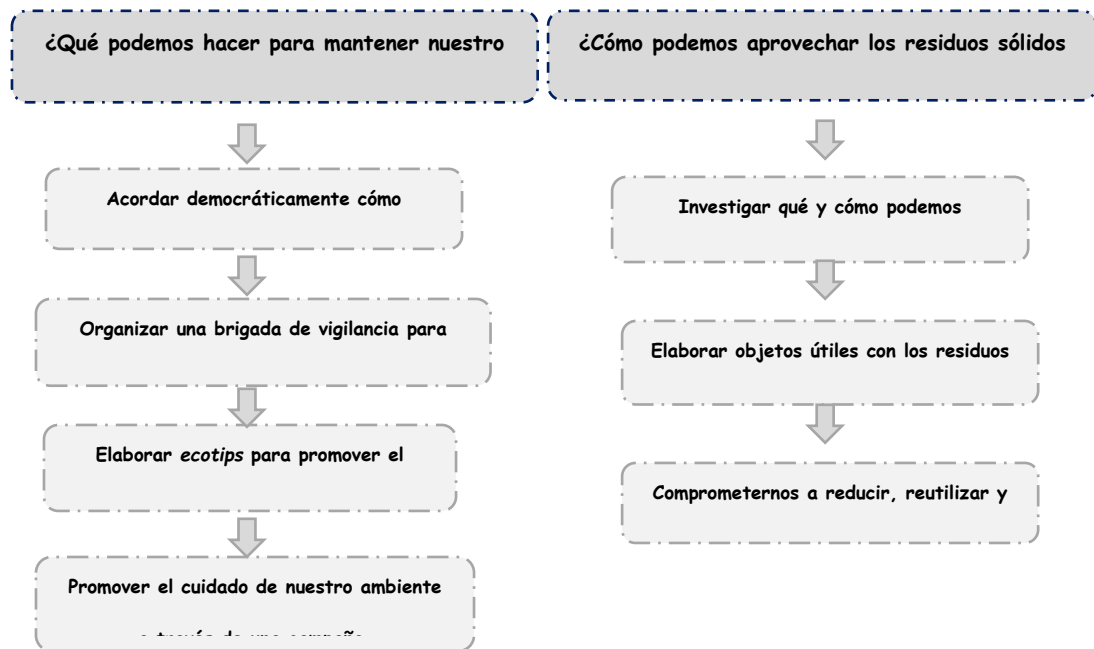 ¿Qué podemos hacer para mantener nuestro
Acordar democráticamente cómo
Organizar una brigada de vigilancia para
Elaborar ecotips para promover el
Promover el cuidado de nuestro ambiente
¿Cómo podemos aprovechar los residuos sólidos
Investigar qué y cómo podemos
Elaborar objetos útiles con los residuos
Comprometernos a reducir, reutilizar y